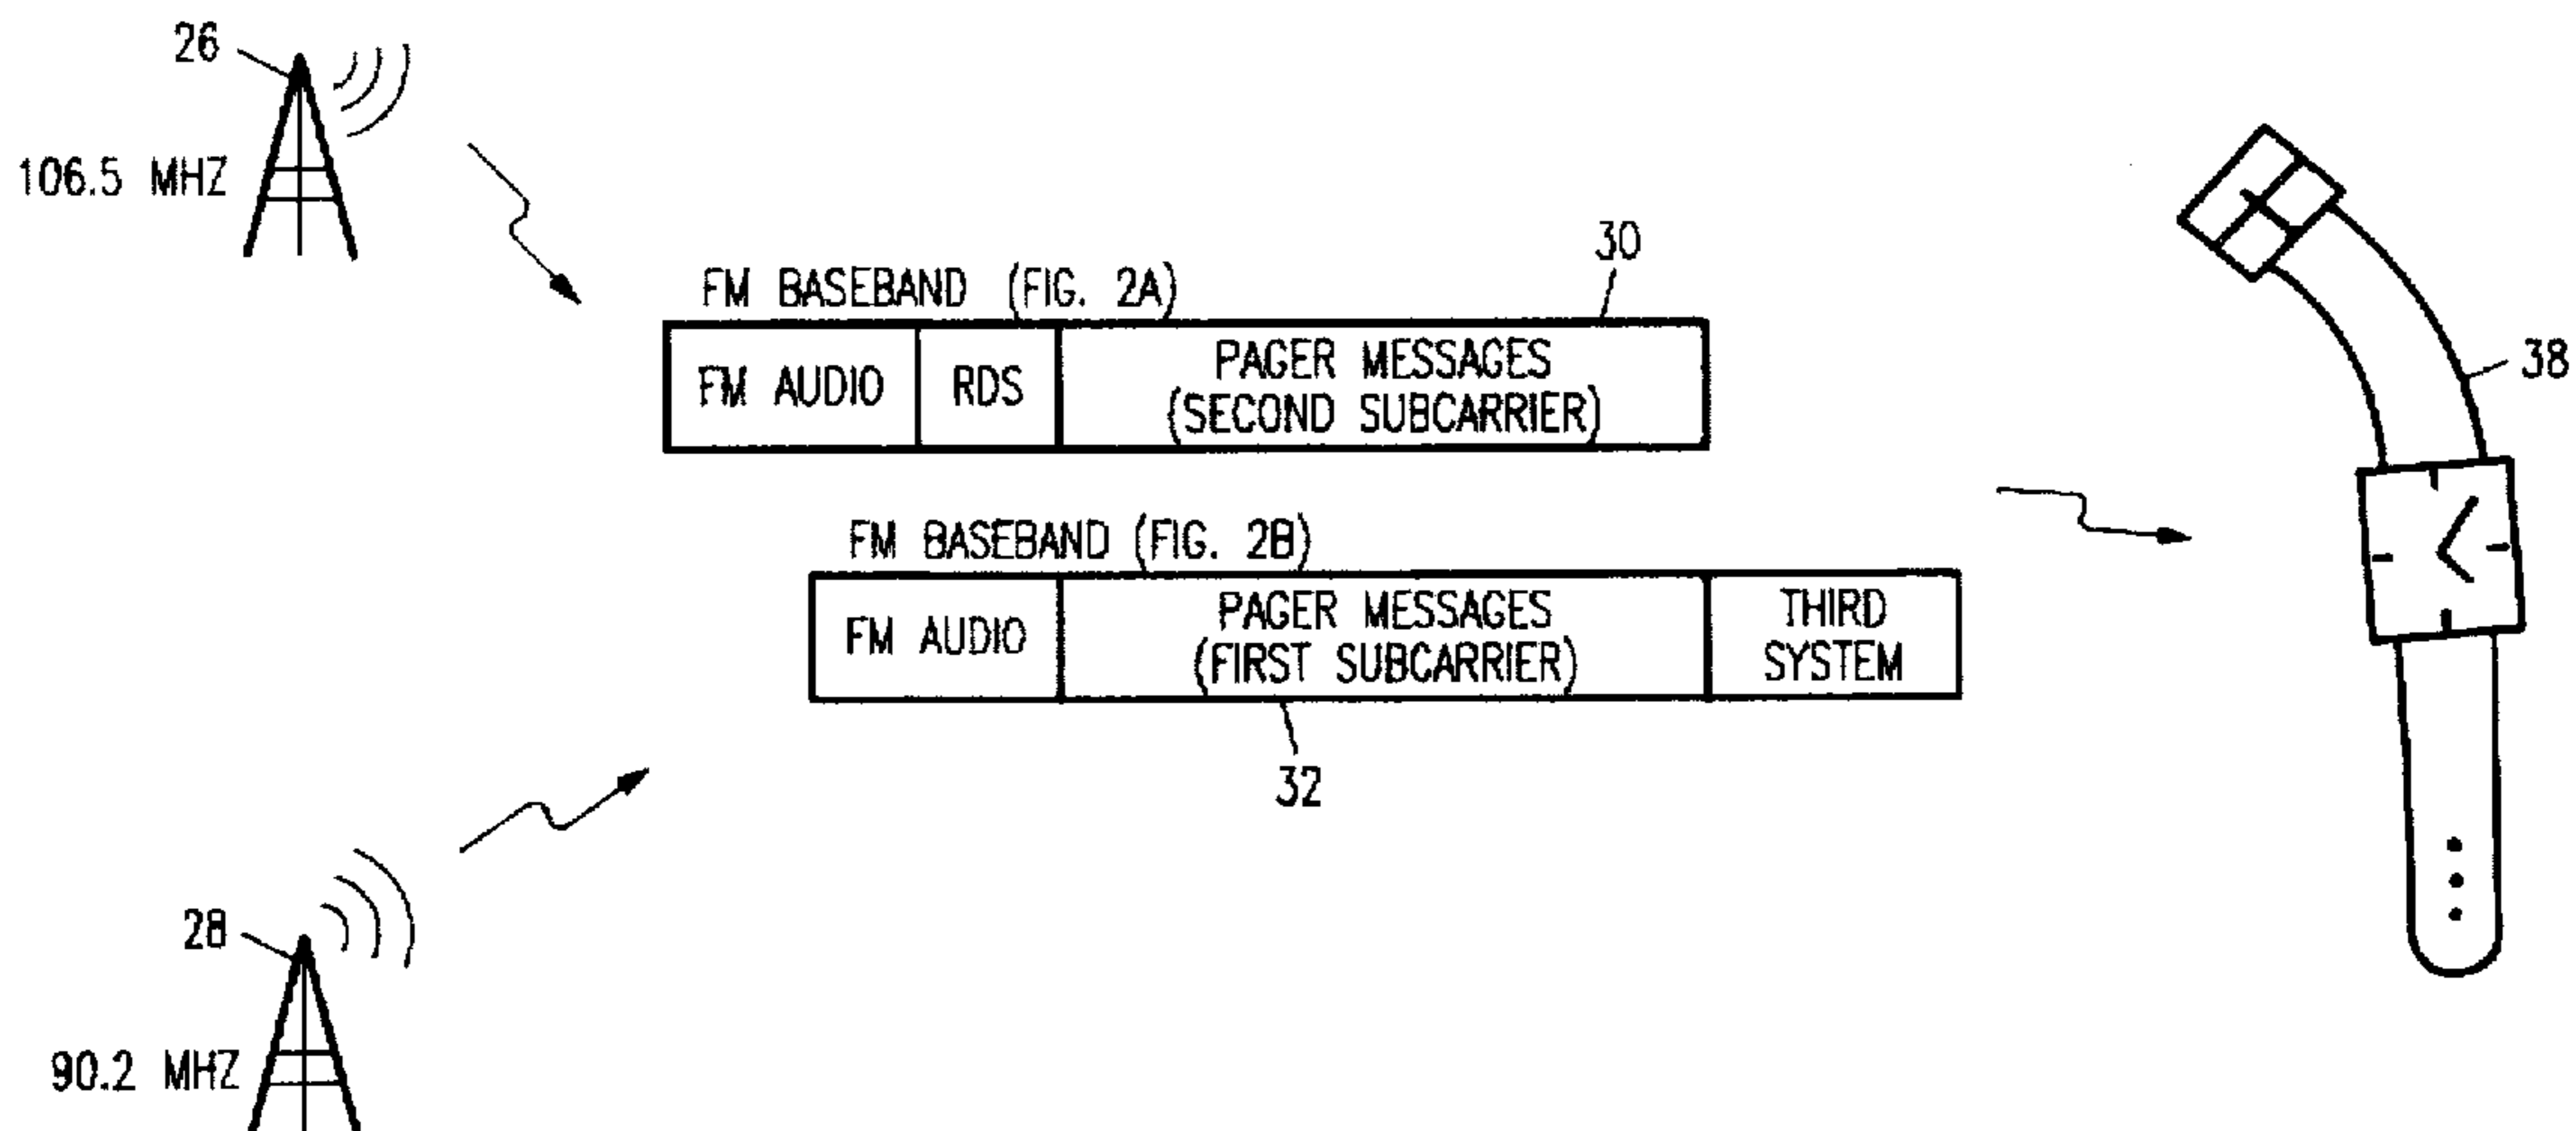 26
106.5 MHZ
30
FM BASEBAND (FIG. 2A)
FM AUDIO
RDS
PAGER MESSAGES
(SECOND SUBCARRIER)
38
FM BASEBAND (FIG. 2B)
FM AUDIO
PAGER MESSAGES
(FIRST SUBCARRIER)
THIRD
SYSTEM
32
28
90.2 MHZ